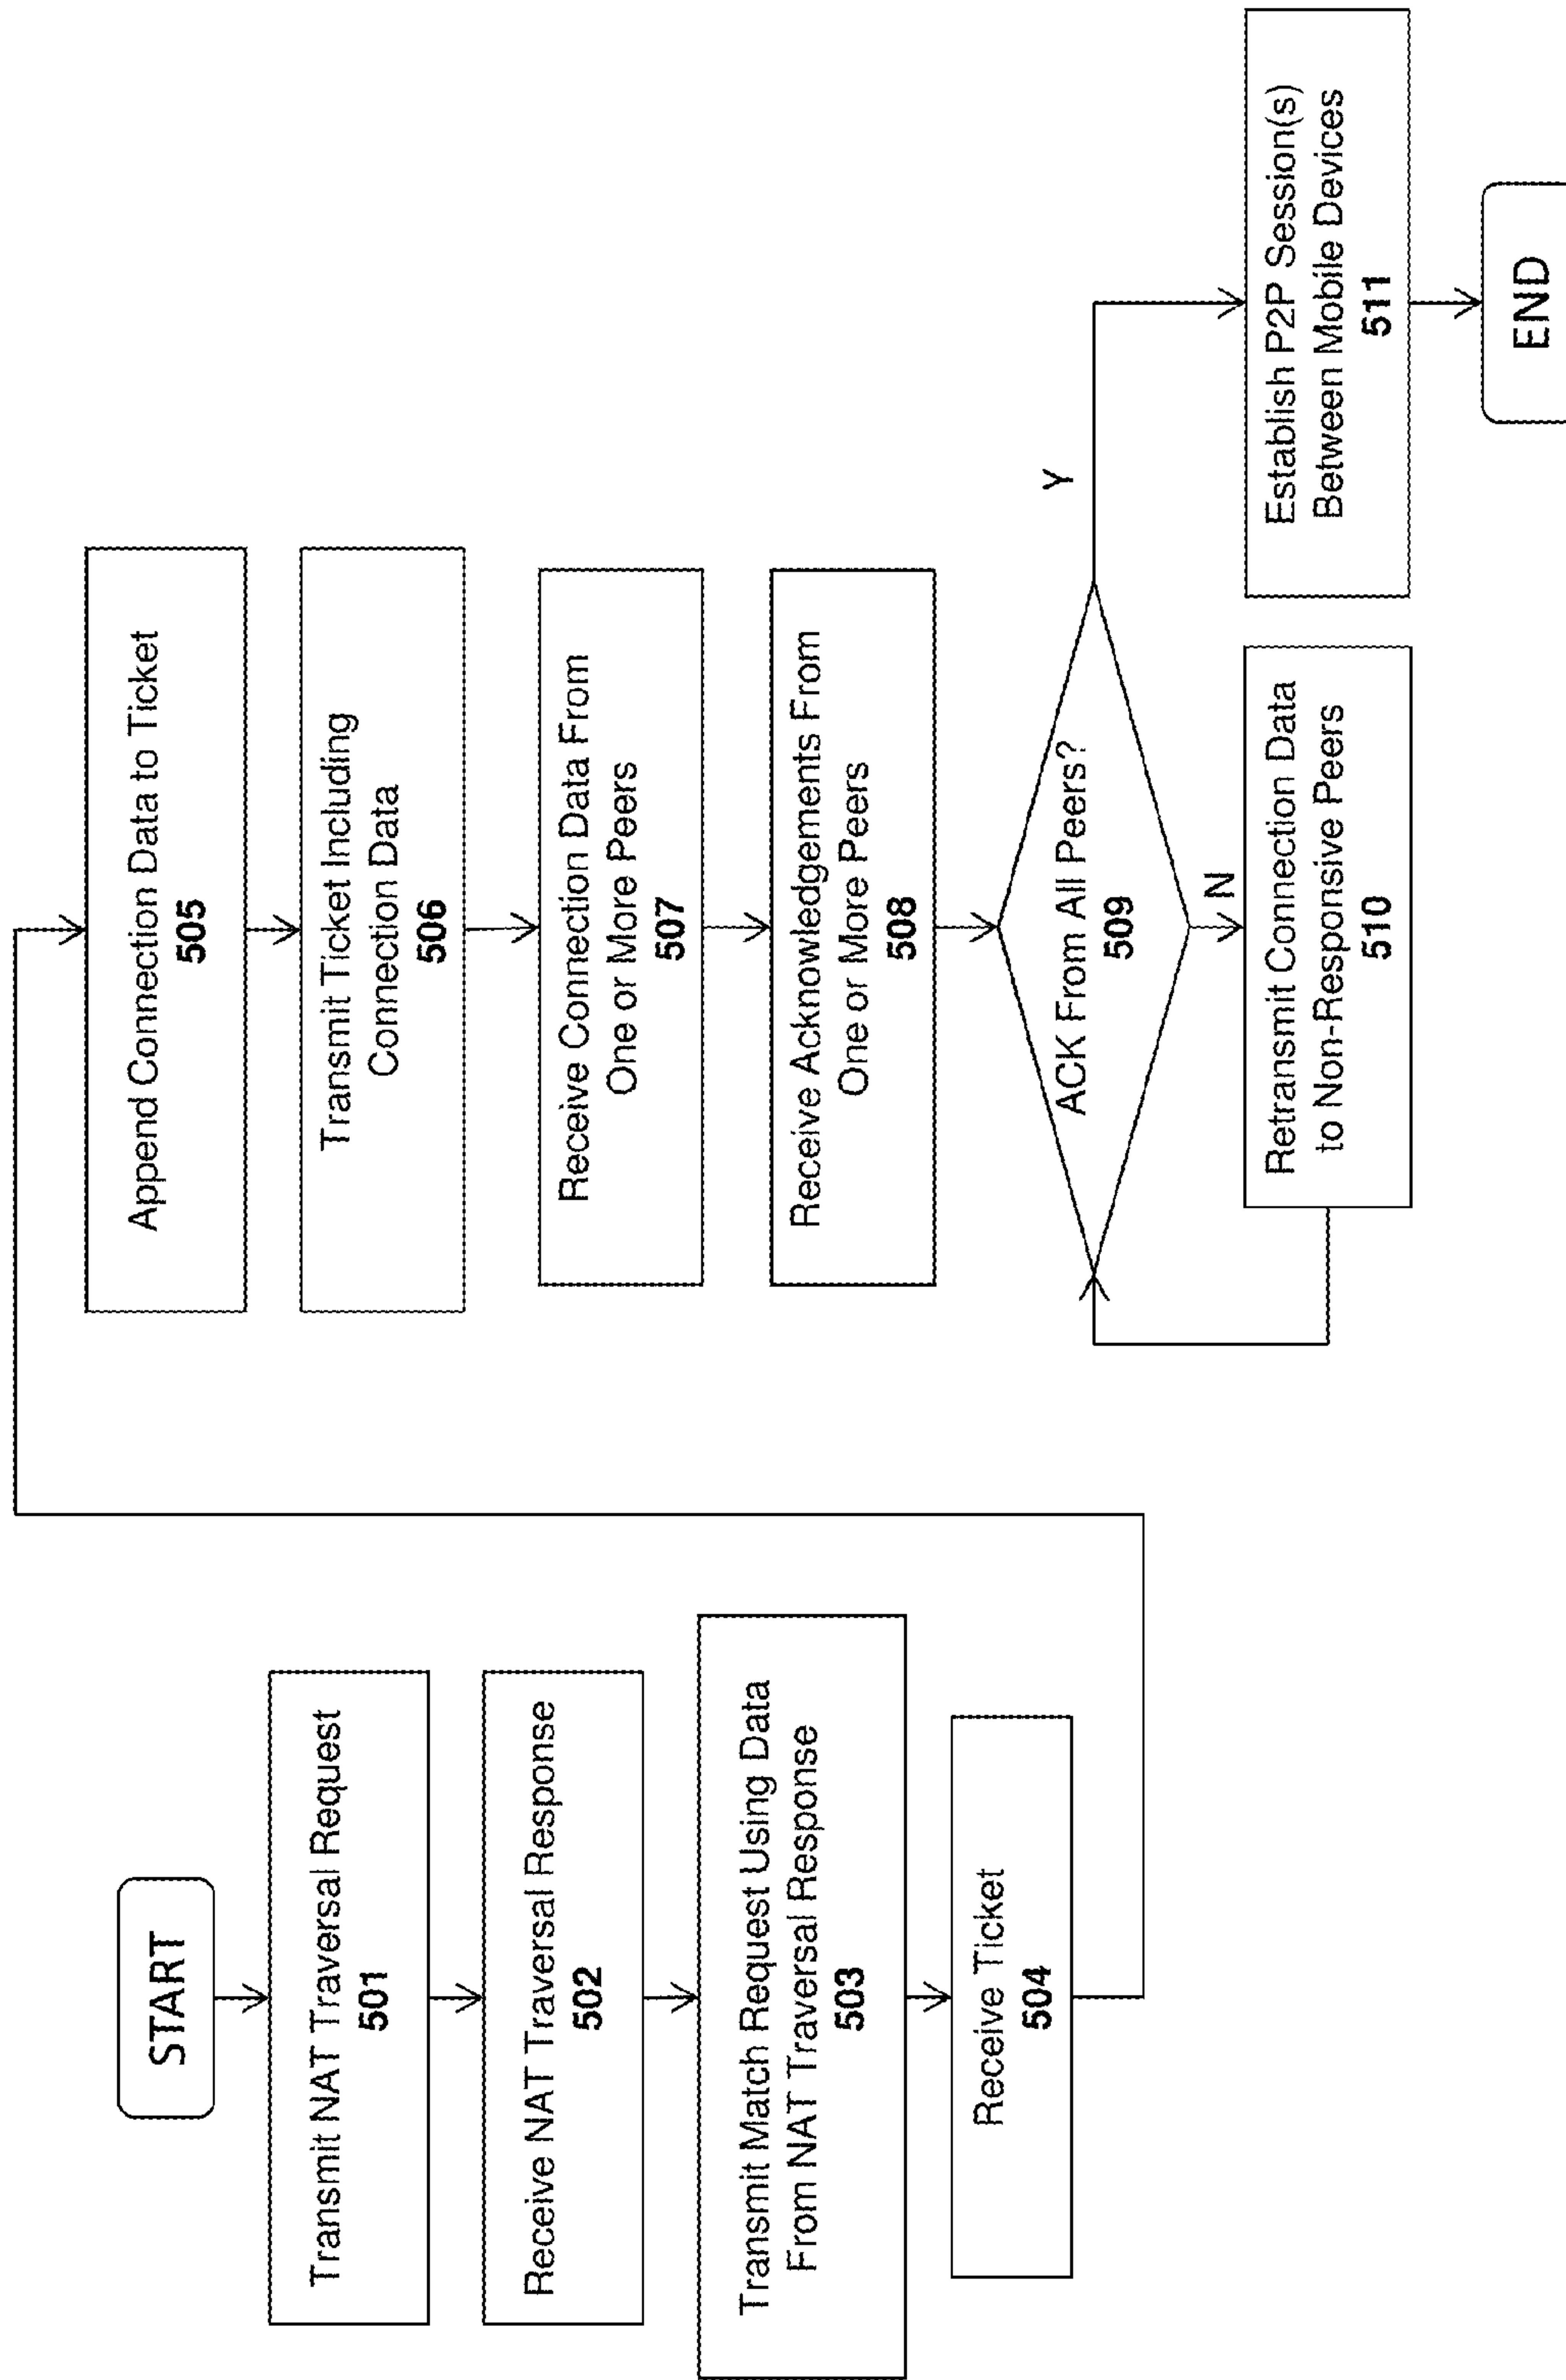 START
Transmit NAT Traversal Request
501
Receive NAT Traversal Response
502
Transmit Match Request Using Data
From NAT Traversal Response
503
Receive Ticket
504
Append Connection Data to Ticket
505
Transmit Ticket Including
Connection Data
506
Receive Connection Data From
One or More Peers
507
Receive Acknowledgements From
One or More Peers
508
ACK From All Peers?
509
Y
N
Retransmit Connection Data
to Non-Responsive Peers
510
Establish P2P Session(s)
Between Mobile Devices
511
END